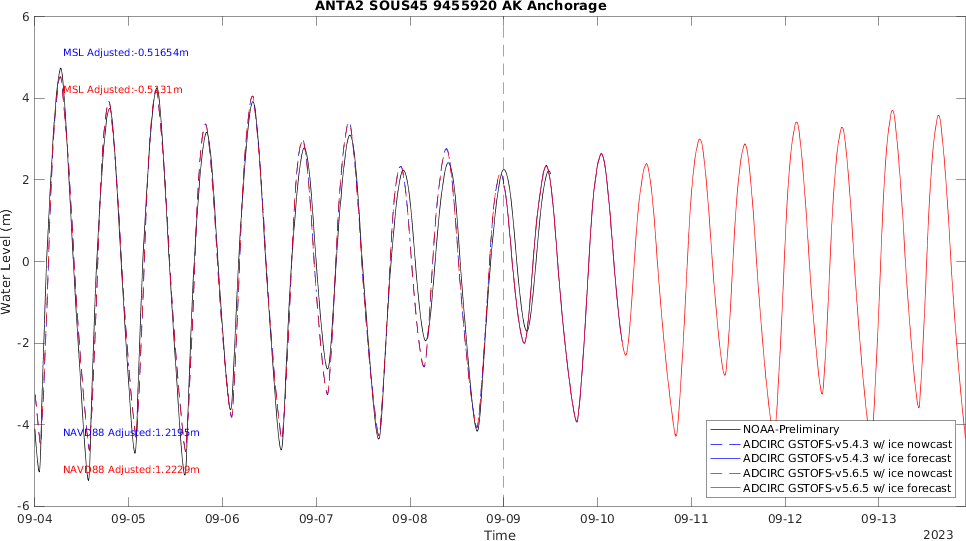 ANTA2 SOUS45 9455920 AK Anchorage
6
MSL Adjusted:-0.51654m
MSL Adjusted:-0.5131m
4
2
0
-2
-4
-6
Water Level (m)
NAVD88 Adjusted:1.2195m
NAVD88 Adjusted:1.2229m
NOAA-Preliminary
ADCIRC GSTOFS-v5.4.3 w/ ice nowcast
ADCIRC GSTOFS-v5.4.3 w/ ice forecast
ADCIRC GSTOFS-v5.6.5 w/ ice nowcast
ADCIRC GSTOFS-v5.6.5 w/ ice forecast
09-04 09-05 09-06 09-07 09-08 09-09 09-10 09-11 09-12 09-13
Time
2023